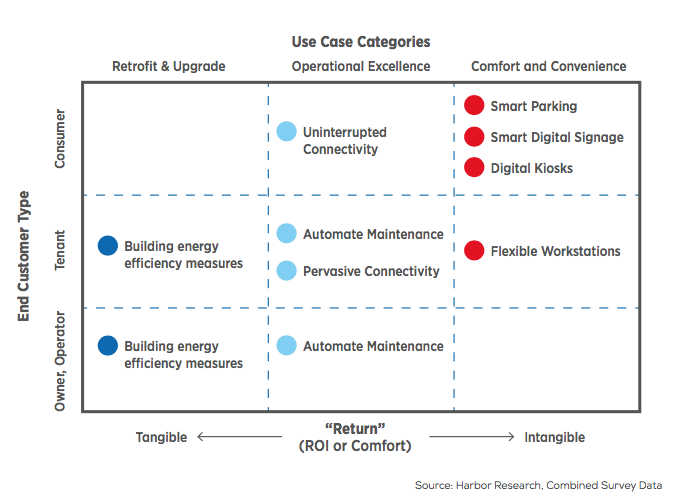 Use Case Categories
Retrofit & Upgrade
Operational Excellence
Comfort and Convenience
End Customer Type
Consumer
Uninterrupted
Connectivity
Smart Parking
Smart Digital Signage
Digital Kiosks
Tenant
Building energy
efficiency measures
Automate Maintenance
Pervasive Connectivity
Flexible Workstations
Owner, Operator
Building energy
efficiency measures
Automate Maintenance
Tangible
“Return”
(ROI or Comfort)
Intangible
Source: Harbor Research, Combined Survey Data